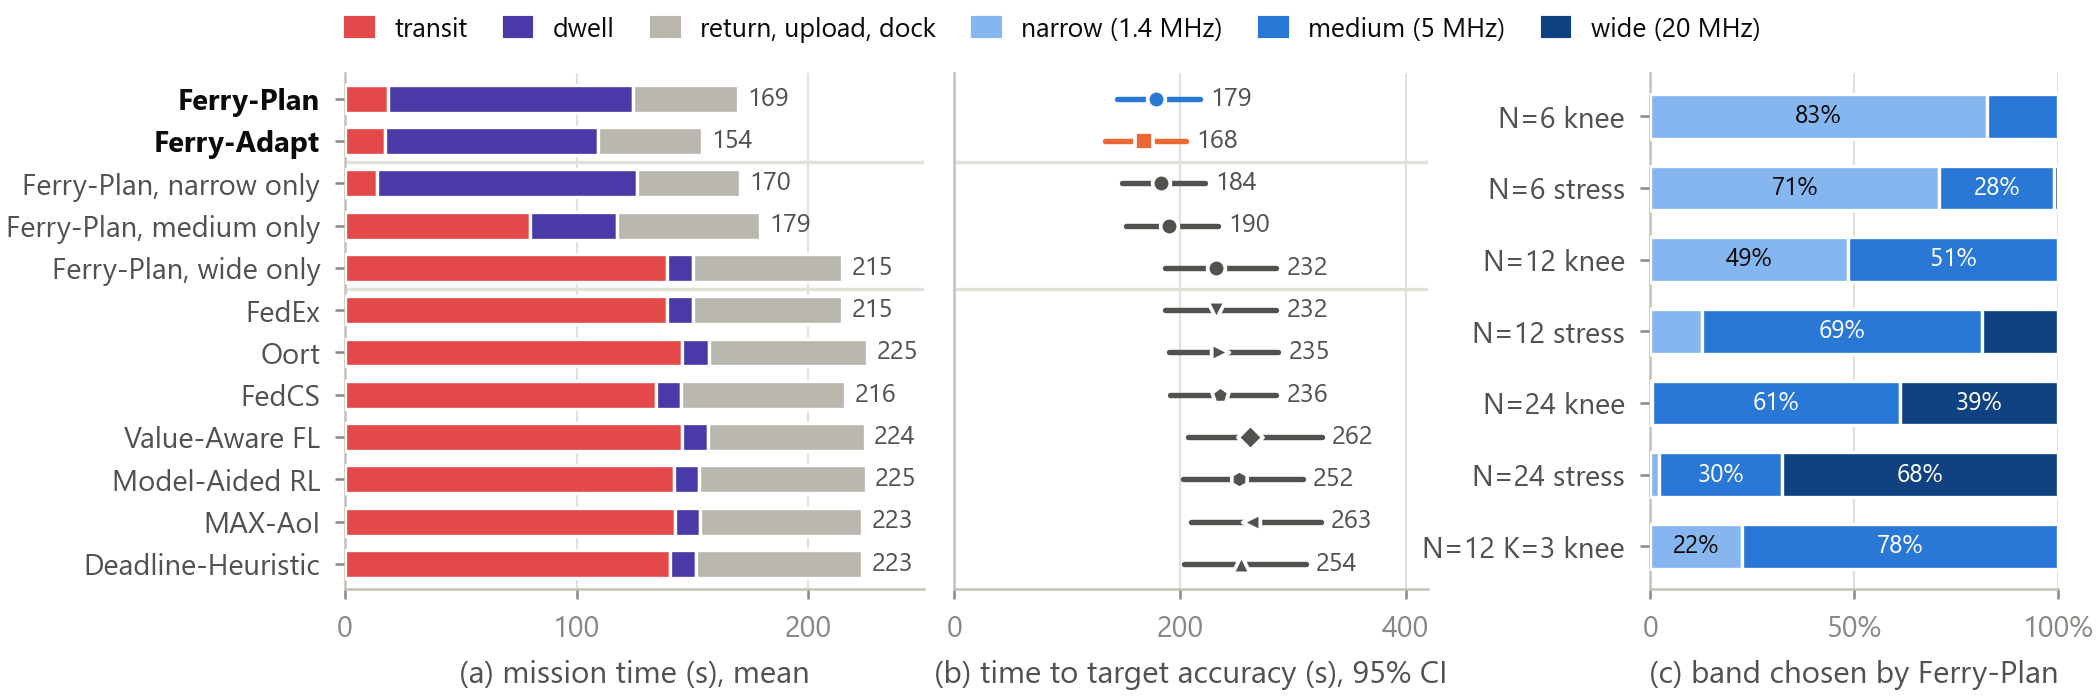 transit dwell return, upload, dock narrow (1.4 MHz) medium (5 MHz) wide (20 MHz)
Ferry-Plan 169
Ferry-Adapt 154
Ferry-Plan, narrow only 170
Ferry-Plan, medium only 179
Ferry-Plan, wide only 215
FedEx 215
Oort 225
FedCS 216
Value-Aware FL 224
Model-Aided RL 225
MAX-AoI 223
Deadline-Heuristic 223
0 100 200
(a) mission time (s), mean
179
168
184
190
232
232
235
236
262
252
263
254
0 200 400
(b) time to target accuracy (s), 95% CI
N=6 knee 83%
N=6 stress 71% 28%
N=12 knee 49% 51%
N=12 stress 69%
N=24 knee 61% 39%
N=24 stress 30% 68%
N=12 K=3 knee 22% 78%
0 50% 100%
(c) band chosen by Ferry-Plan